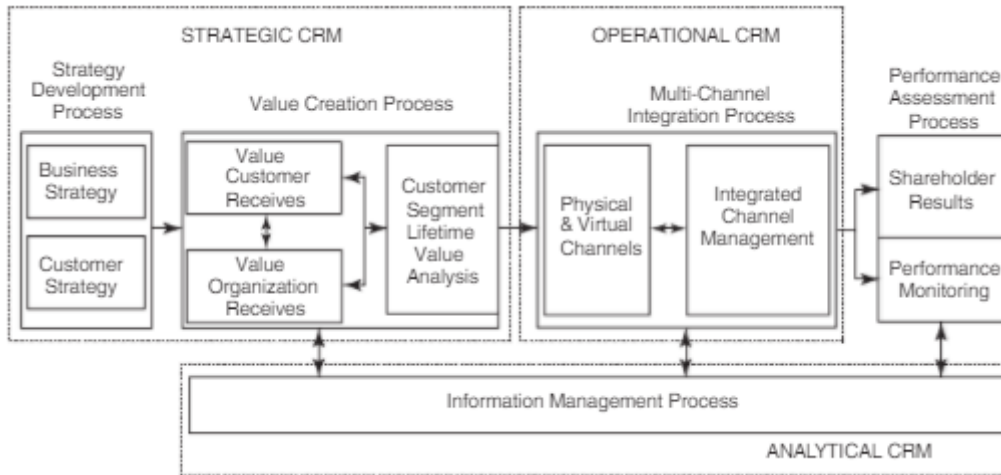 STRATEGIC CRM
OPERATIONAL CRM
Strategy
Development
Process
Value Creation Process
Multi-Channel
Integration Process
Performance
Assessment
Process
Business
Strategy
Customer
Strategy
Value
Customer
Receives
Value
Organization
Receives
Customer
Segment
Lifetime
Value
Analysis
Physical
& Virtual
Channels
Integrated
Channel
Management
Shareholder
Results
Performance
Monitoring
Information Management Process
ANALYTICAL CRM